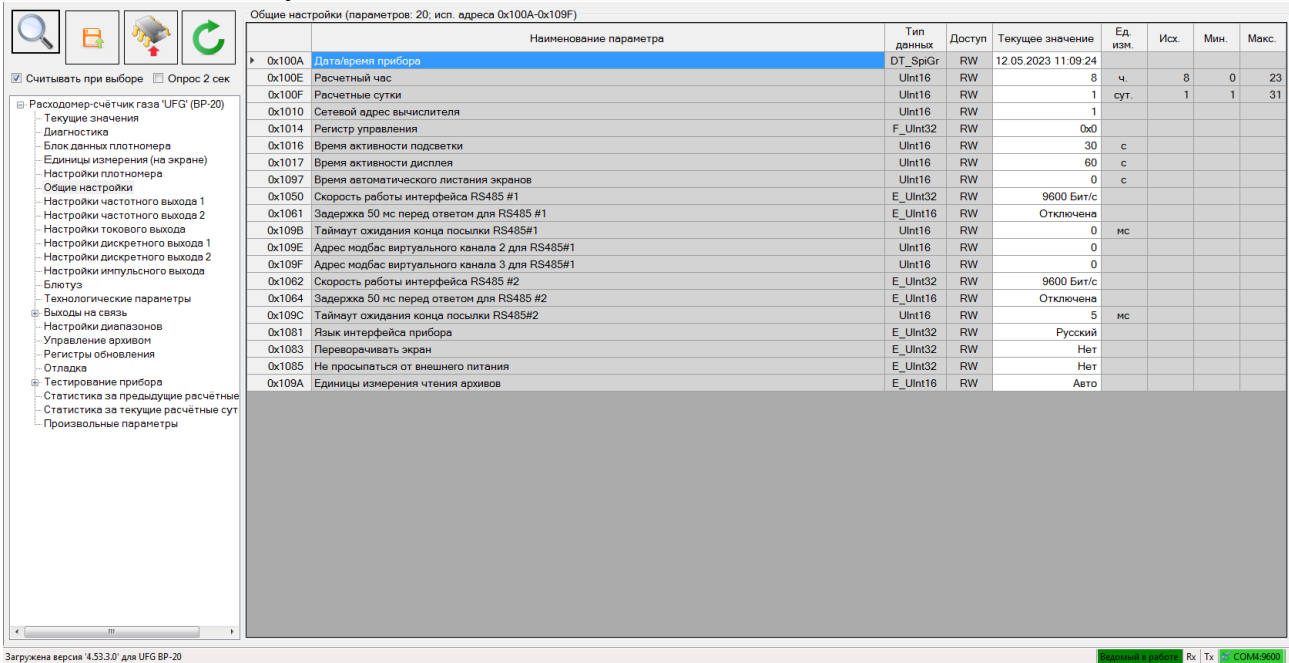 Общие настройки (параметров: 20; исп. адреса 0x100A-0x109F)
Считывать при выборе Опрос 2 сек
Расходомер-счётчик газа 'UFG' (BP-20)
Текущие значения
Диагностика
Блок данных плотномера
Единицы измерения (на экране)
Настройки плотномера
Общие настройки
Настройки частотного выхода 1
Настройки частотного выхода 2
Настройки токового выхода
Настройки дискретного выхода 1
Настройки дискретного выхода 2
Настройки импульсного выхода
Блютуз
Технологические параметры
Выходы на связь
Настройки диапазонов
Управление архивом
Регистры обновления
Отладка
Тестирование прибора
Статистика за предыдущие расчётные
Статистика за текущие расчётные сут
Произвольные параметры
Наименование параметра Тип данных Доступ Текущее значение Ед. изм. Исх. Мин. Макс.
0x100A Дата/время прибора DT_SpiGr RW 12.05.2023 11:09:24
0x100E Расчетный час UInt16 RW 8 ч. 8 0 23
0x100F Расчетные сутки UInt16 RW 1 сут. 1 1 31
0x1010 Сетевой адрес вычислителя UInt16 RW 1
0x1014 Регистр управления F_UInt32 RW 0x0
0x1016 Время активности подсветки UInt16 RW 30 с
0x1017 Время активности дисплея UInt16 RW 60 с
0x1097 Время автоматического листания экранов UInt16 RW 0 с
0x1050 Скорость работы интерфейса RS485 #1 E_UInt32 RW 9600 Бит/с
0x1061 Задержка 50 мс перед ответом для RS485 #1 E_UInt16 RW Отключена
0x109B Таймаут ожидания конца посылки RS485#1 UInt16 RW 0 мс
0x109E Адрес модбас виртуального канала 2 для RS485#1 UInt16 RW 0
0x109F Адрес модбас виртуального канала 3 для RS485#1 UInt16 RW 0
0x1062 Скорость работы интерфейса RS485 #2 E_UInt32 RW 9600 Бит/с
0x1064 Задержка 50 мс перед ответом для RS485 #2 E_UInt16 RW Отключена
0x109C Таймаут ожидания конца посылки RS485#2 UInt16 RW 5 мс
0x1081 Язык интерфейса прибора E_UInt32 RW Русский
0x1083 Переворачивать экран E_UInt32 RW Нет
0x1085 Не просыпаться от внешнего питания E_UInt32 RW Нет
0x109A Единицы измерения чтения архивов E_UInt16 RW Авто
Загружена версия '4.53.3.0' для UFG BP-20 Ведомый в работе Rx Tx COM4:9600